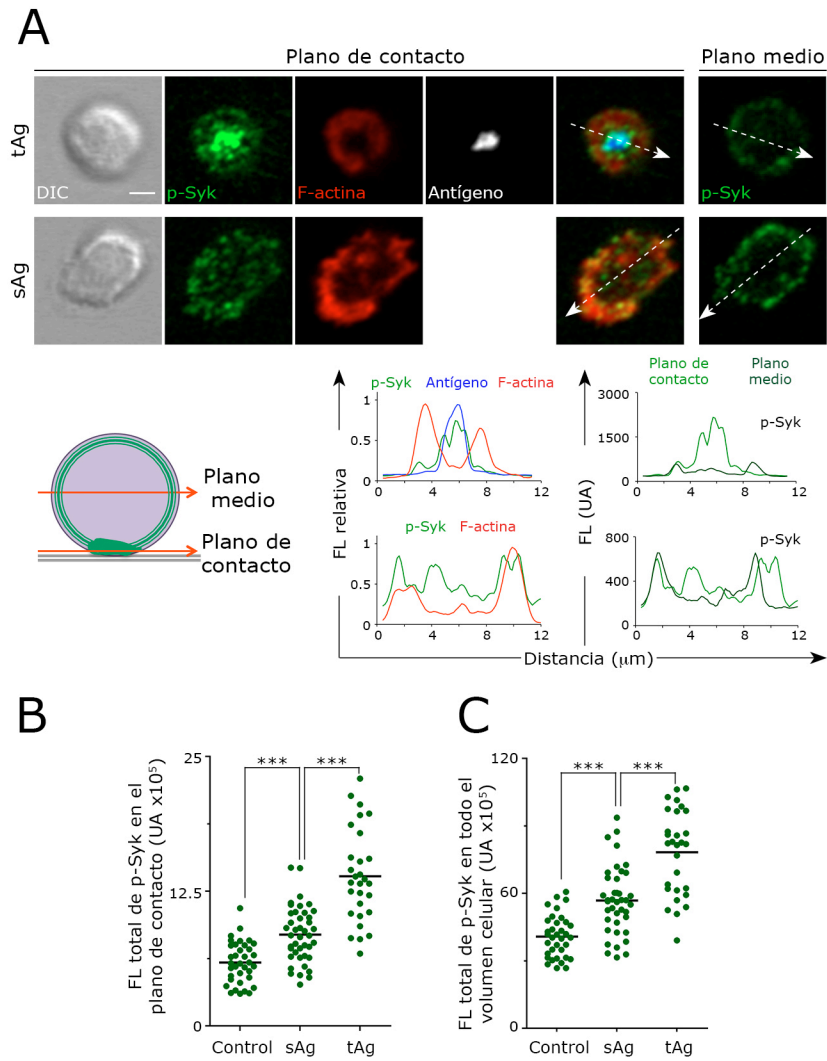 A
Plano de contacto
Plano medio
tAg
DIC
p-Syk
F-actina
Antígeno
p-Syk
sAg
Plano medio
Plano de contacto
p-Syk Antígeno F-actina
FL relativa
1
0.5
0
0 4 8 12
p-Syk F-actina
1
0.5
0
0 4 8 12
Plano de contacto
Plano medio
FL (UA)
p-Syk
3000
1500
0
0 4 8 12
p-Syk
800
400
0
0 4 8 12
Distancia (µm)
B
FL total de p-Syk en el
plano de contacto (UA x10⁵)
25
12.5
0
*** ***
Control sAg tAg
C
FL total de p-Syk en todo el
volumen celular (UA x10⁵)
120
60
0
*** ***
Control sAg tAg